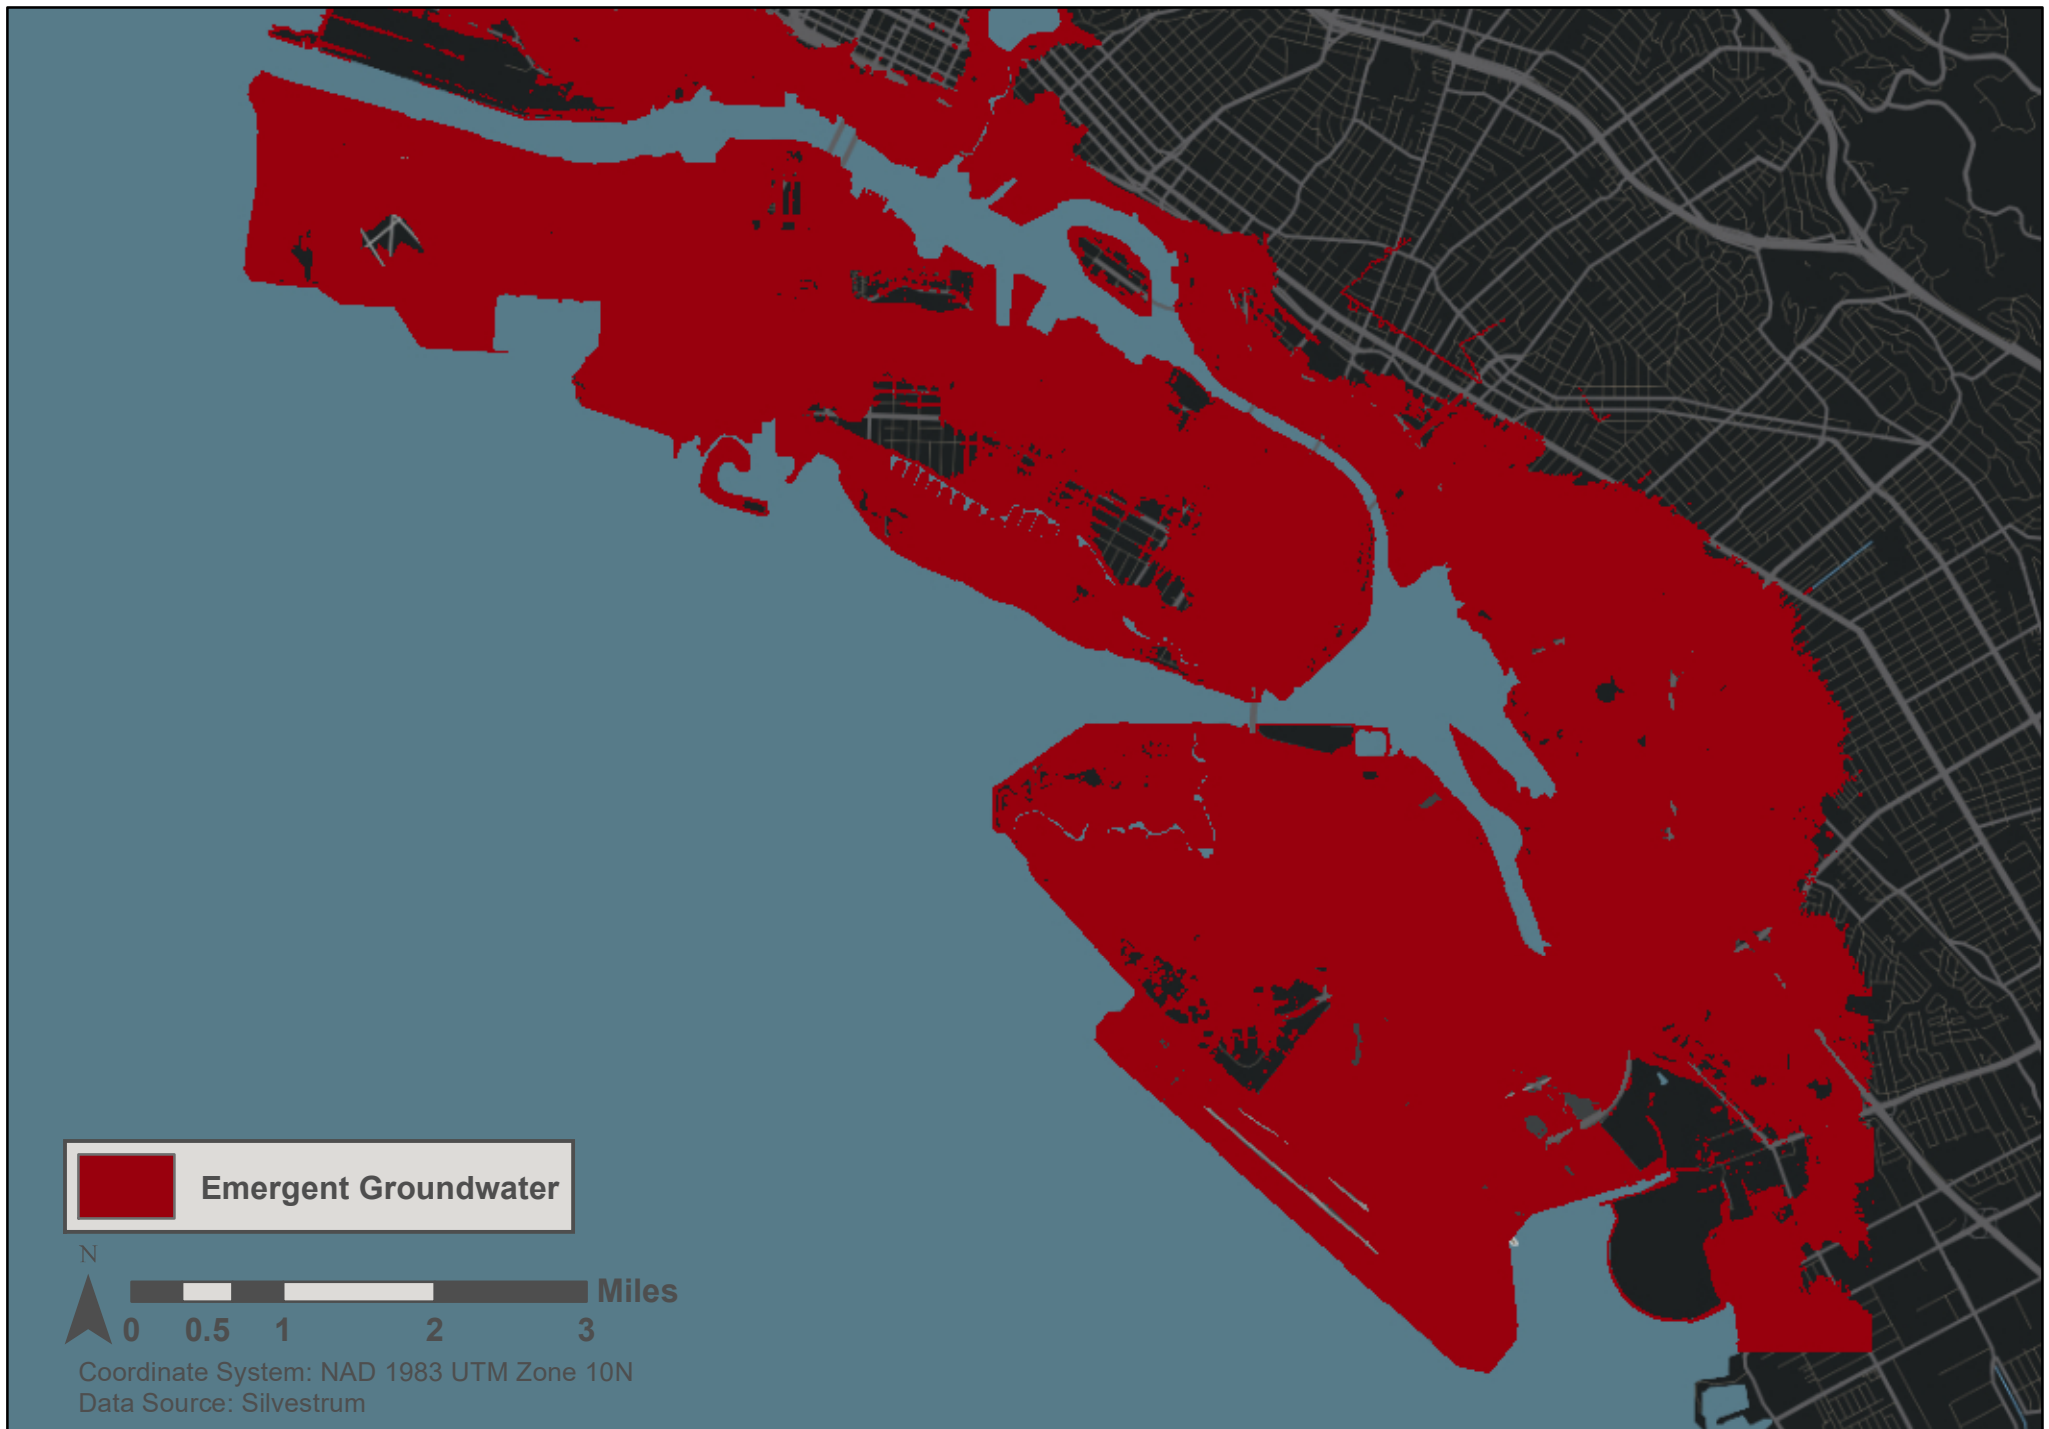 Emergent Groundwater
N
Miles
0 0.5 1 2 3
Coordinate System: NAD 1983 UTM Zone 10N
Data Source: Silvestrum